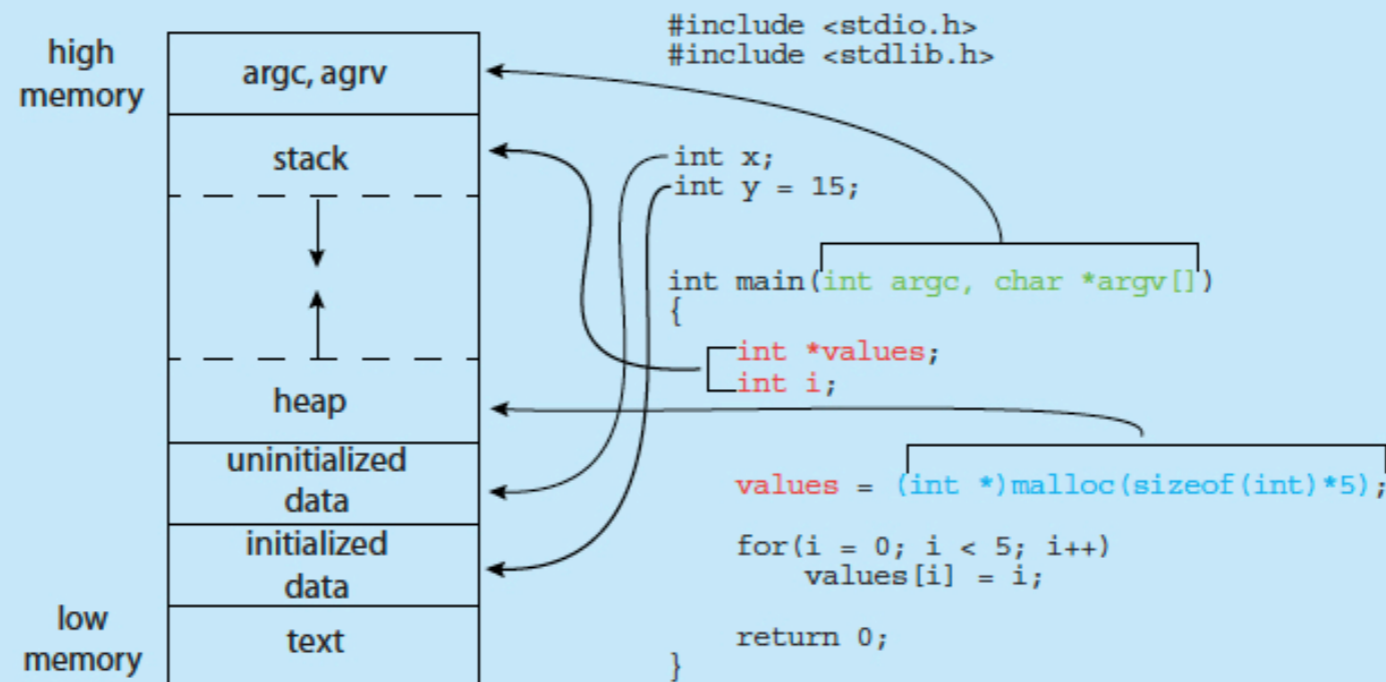 high
memory
argc, agrv
stack
heap
uninitialized
data
initialized
data
low
memory
text
#include <stdio.h>
#include <stdlib.h>
int x;
int y = 15;
int main(int argc, char *argv[])
{
int *values;
int i;
values = (int *)malloc(sizeof(int)*5);
for(i = 0; i < 5; i++)
values[i] = i;
return 0;
}